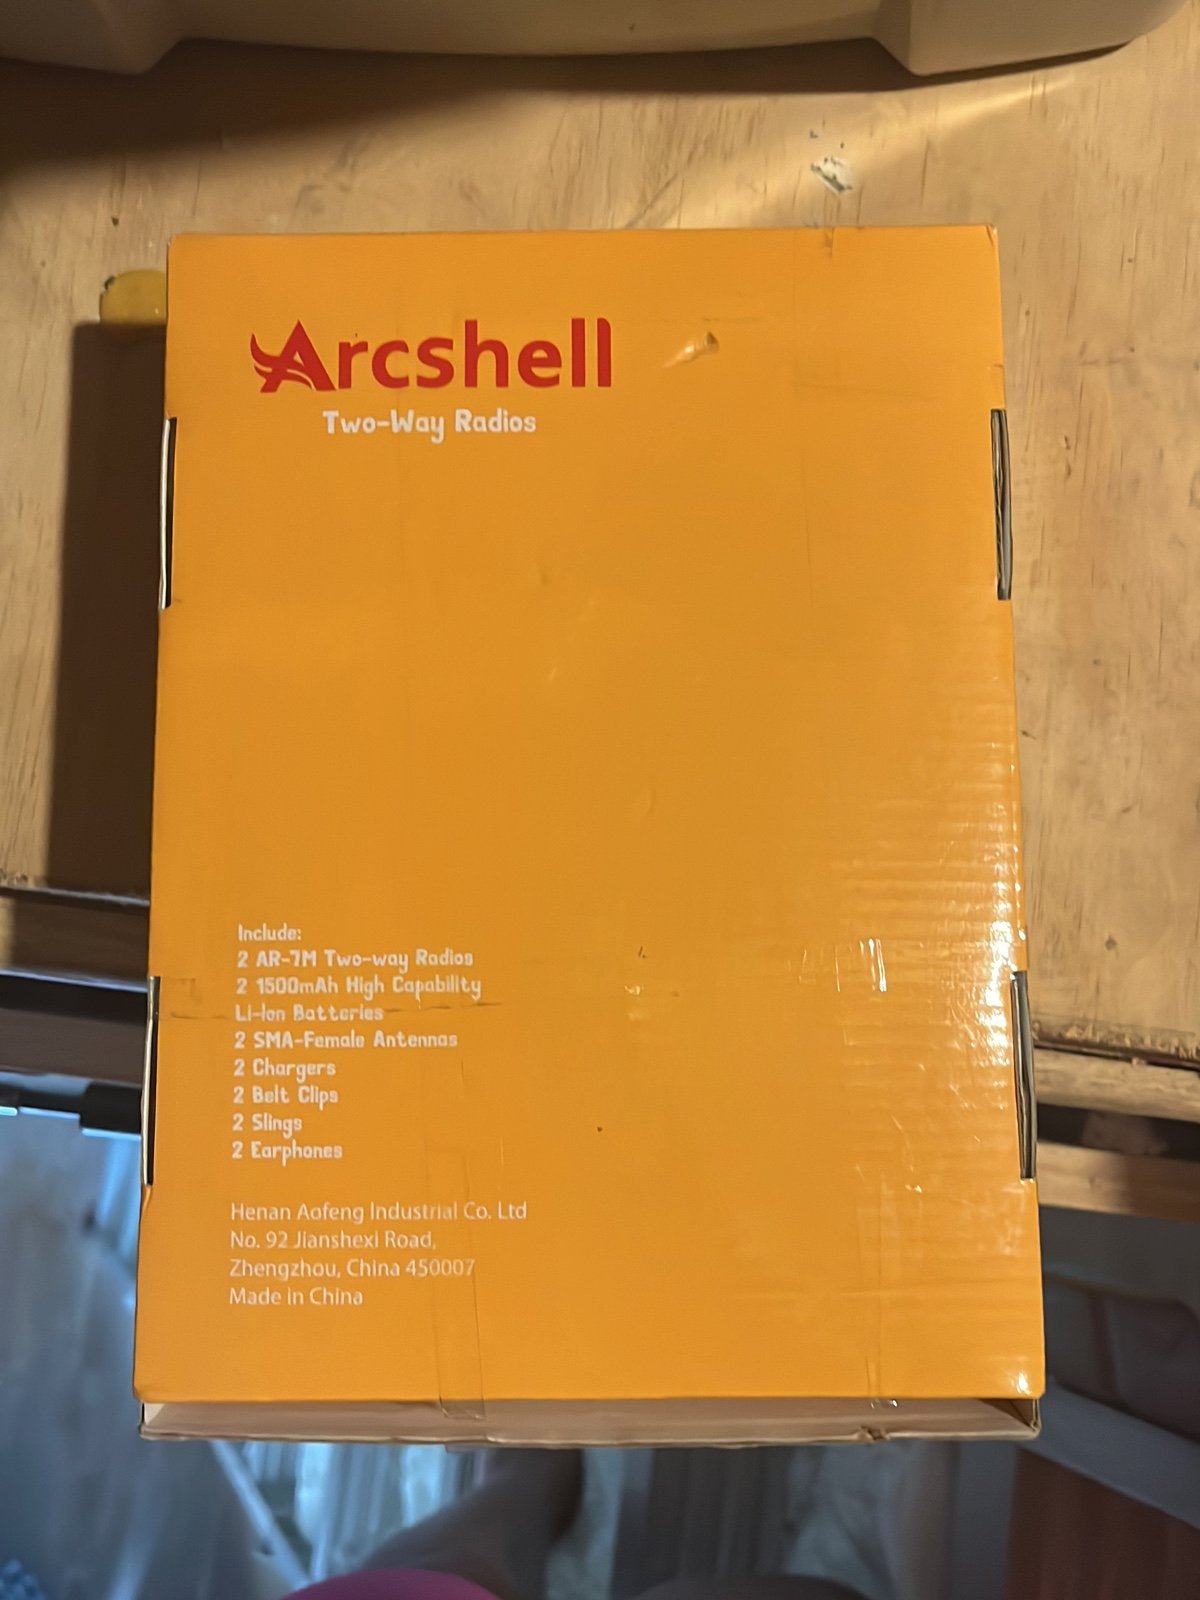 Arcshell
Two-Way Radios
Include:
2 AR-7M Two-way Radios
2 1500mAh High Capability
Li-Ion Batteries
2 SMA-Female Antennas
2 Chargers
2 Belt Clips
2 Slings
2 Earphones
Henan Aofeng Industrial Co. Ltd
No. 92 Jianshexi Road,
Zhengzhou, China 450007
Made in China